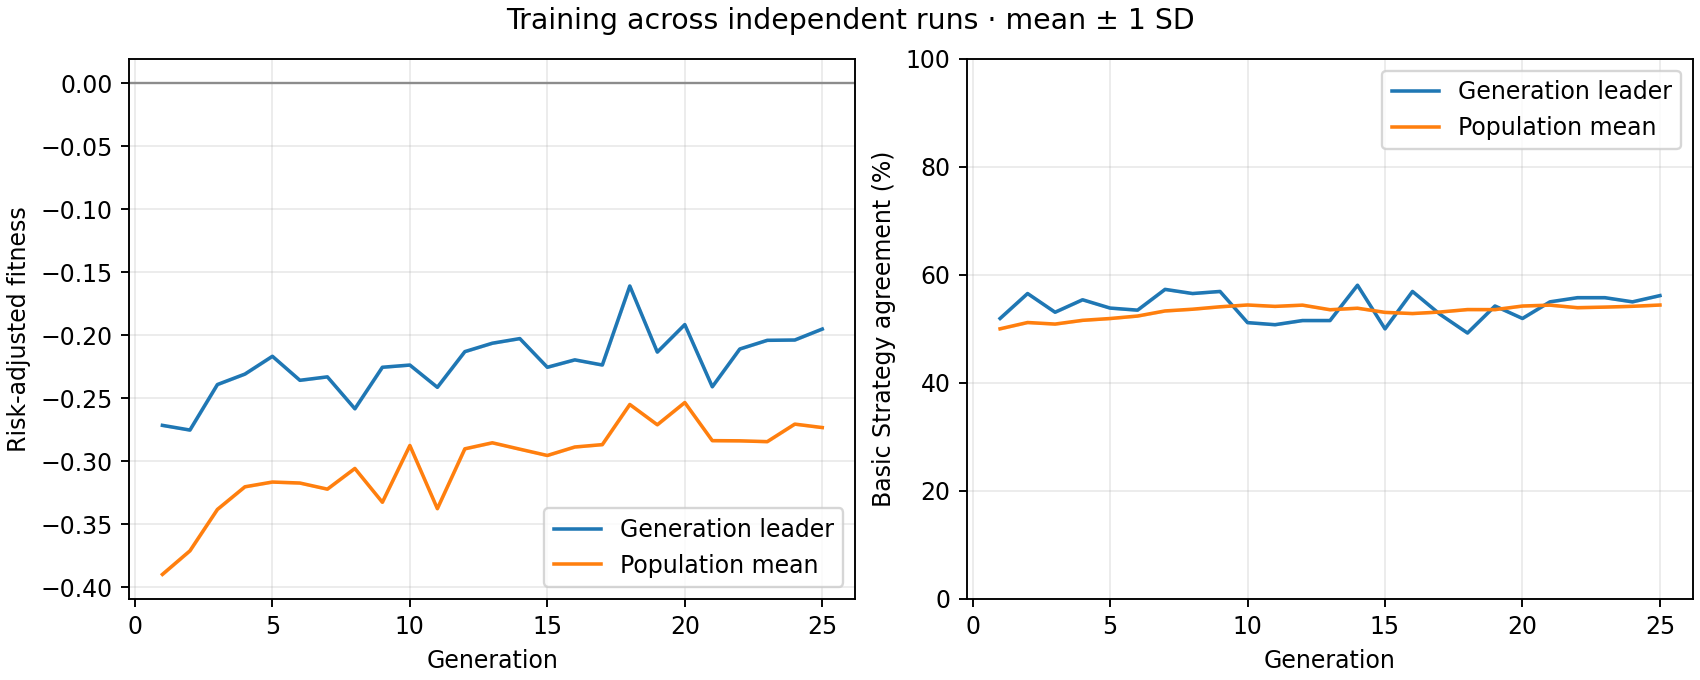 Training across independent runs · mean ± 1 SD
Risk-adjusted fitness
0.00
−0.05
−0.10
−0.15
−0.20
−0.25
−0.30
−0.35
−0.40
Generation leader
Population mean
0 5 10 15 20 25
Generation
Basic Strategy agreement (%)
100
80
60
40
20
0
Generation leader
Population mean
0 5 10 15 20 25
Generation